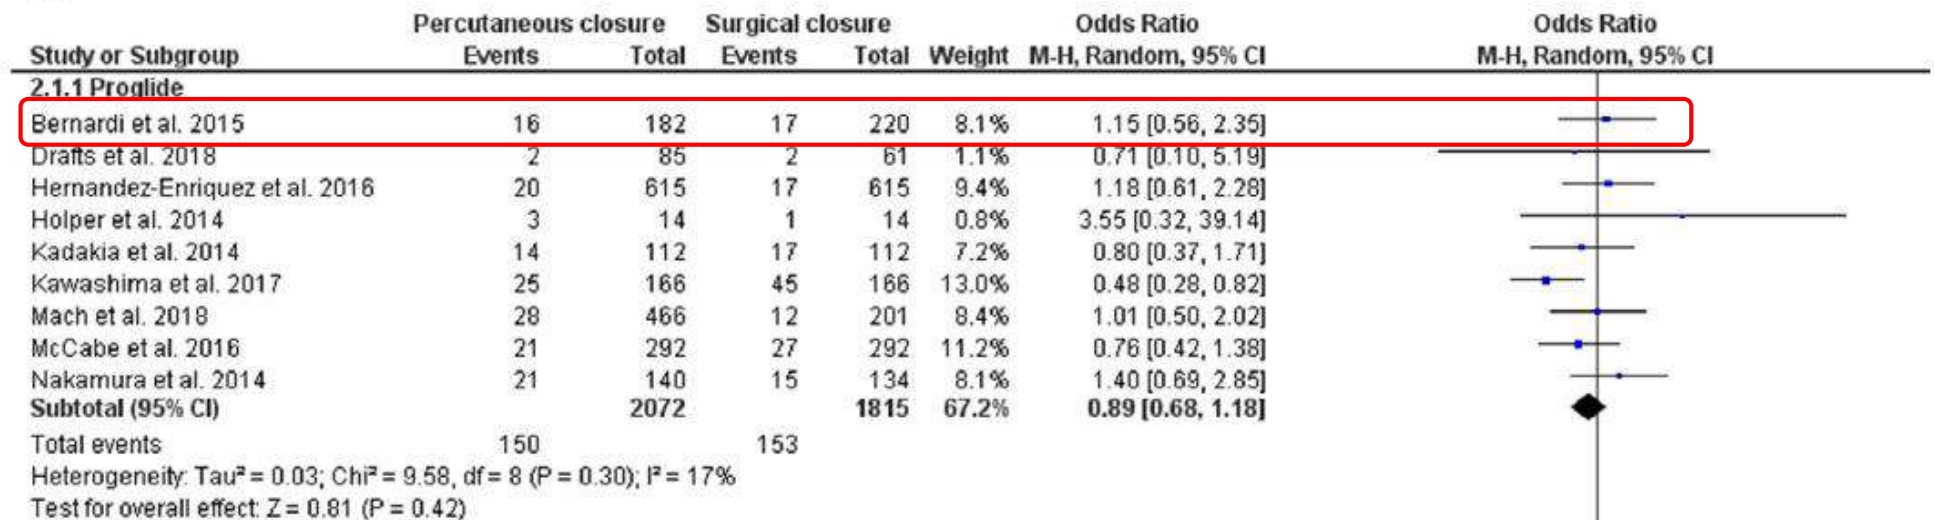 Percutaneous closure Surgical closure Odds Ratio Odds Ratio
Study or Subgroup Events Total Events Total Weight M-H, Random, 95% CI M-H, Random, 95% CI
2.1.1 Proglide
Bernardi et al. 2015 16 182 17 220 8.1% 1.15 [0.56, 2.35]
Drafts et al. 2018 2 85 2 61 1.1% 0.71 [0.10, 5.19]
Hernandez-Enriquez et al. 2016 20 615 17 615 9.4% 1.18 [0.61, 2.28]
Holper et al. 2014 3 14 1 14 0.8% 3.55 [0.32, 39.14]
Kadakia et al. 2014 14 112 17 112 7.2% 0.80 [0.37, 1.71]
Kawashima et al. 2017 25 166 45 166 13.0% 0.48 [0.28, 0.82]
Mach et al. 2018 28 466 12 201 8.4% 1.01 [0.50, 2.02]
McCabe et al. 2016 21 292 27 292 11.2% 0.76 [0.42, 1.38]
Nakamura et al. 2014 21 140 15 134 8.1% 1.40 [0.69, 2.85]
Subtotal (95% CI) 2072 1815 67.2% 0.89 [0.68, 1.18]
Total events 150 153
Heterogeneity: Tau² = 0.03; Chi² = 9.58, df = 8 (P = 0.30); I² = 17%
Test for overall effect: Z = 0.81 (P = 0.42)